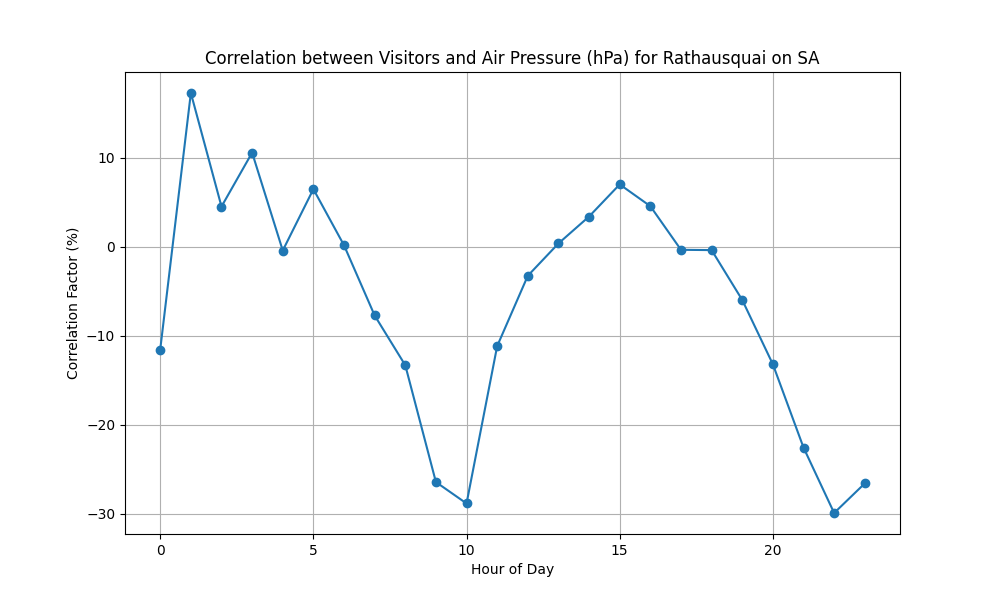 Correlation between Visitors and Air Pressure (hPa) for Rathausquai on SA
Correlation Factor (%)
10
0
−10
−20
−30
0 5 10 15 20
Hour of Day